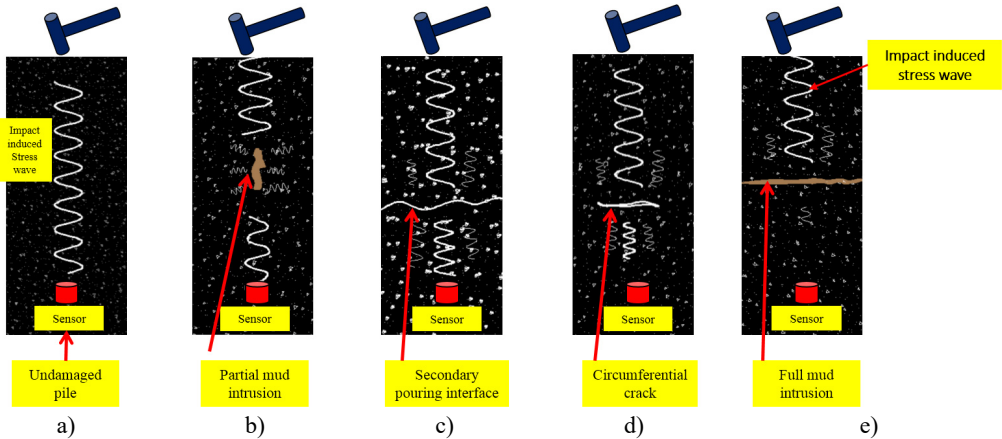 Impact induced
stress wave
Impact
induced
Stress
wave
Sensor
Sensor
Sensor
Sensor
Sensor
Undamaged
pile
Partial mud
intrusion
Secondary
pouring interface
Circumferential
crack
Full mud
intrusion
a)
b)
c)
d)
e)